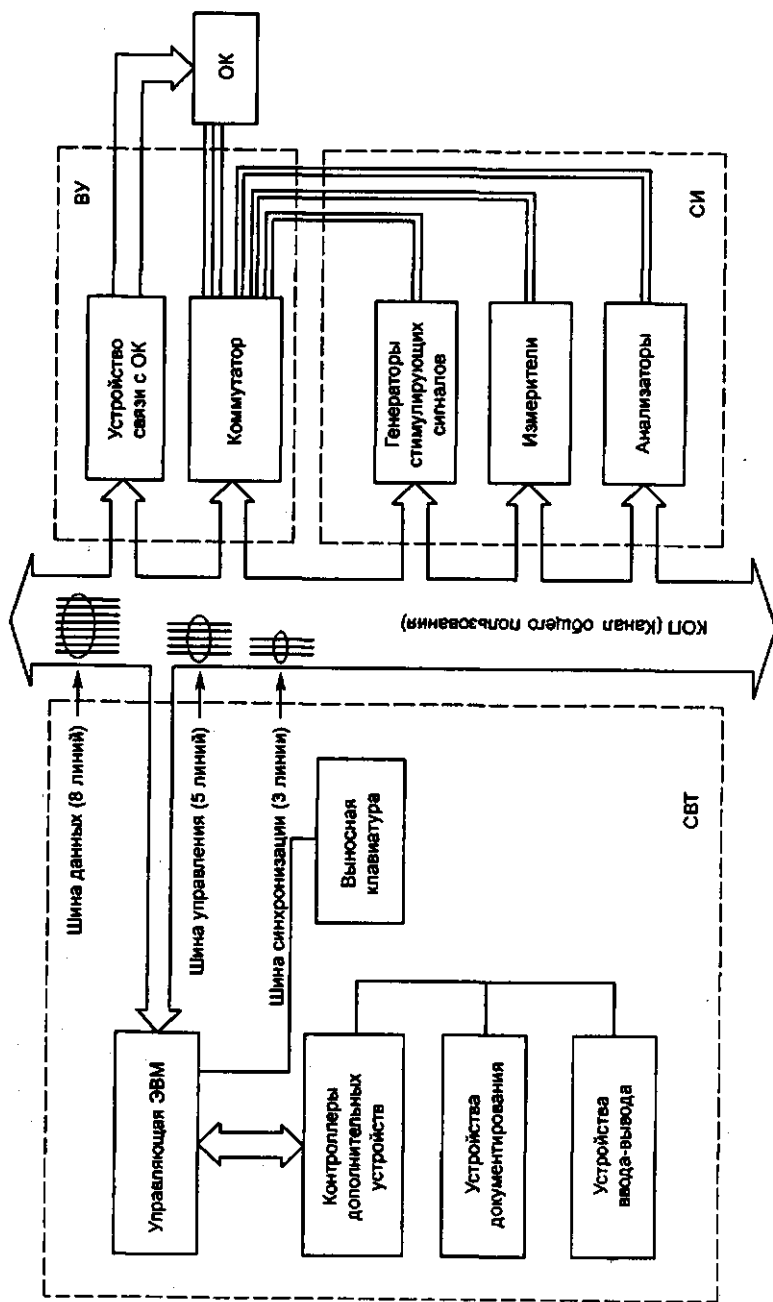 Управляющая ЭВМ
Контроллеры
дополнительных
устройств
Устройства
документирования
Устройства
ввода-вывода
Выносная
клавиатура
СВТ
Шина данных (8 линий)
Шина управления (5 линий)
Шина синхронизации (3 линии)
КОП (Канал общего пользования)
ВУ
Устройство
связи с ОК
Коммутатор
ОК
Генераторы
стимулирующих
сигналов
Измерители
Анализаторы
СИ